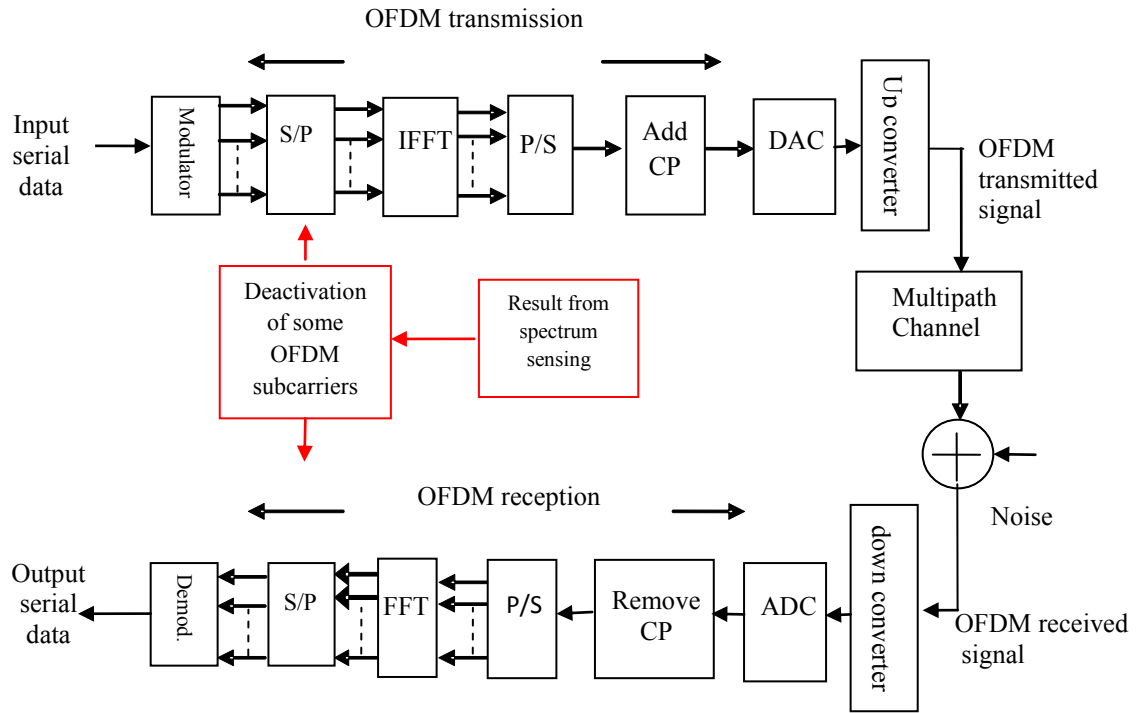 OFDM transmission
Input
serial
data
Modulator
S/P
IFFT
P/S
Add
CP
DAC
Up converter
OFDM
transmitted
signal
Deactivation
of some
OFDM
subcarriers
Result from
spectrum
sensing
Multipath
Channel
Noise
OFDM reception
Output
serial
data
Demod.
S/P
FFT
P/S
Remove
CP
ADC
down converter
OFDM received
signal